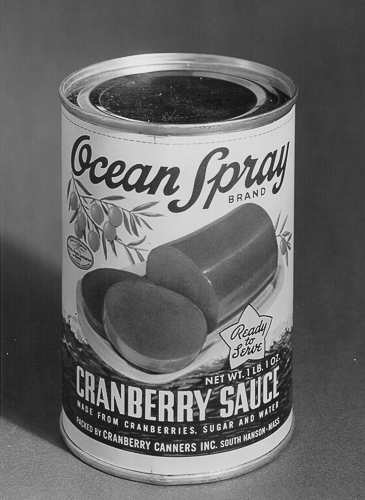 Ocean Spray
BRAND
Ready
to
Serve
NET WT. 1 LB. 1 OZ.
CRANBERRY SAUCE
MADE FROM CRANBERRIES, SUGAR AND WATER
PACKED BY CRANBERRY CANNERS INC. SOUTH HANSON - MASS.